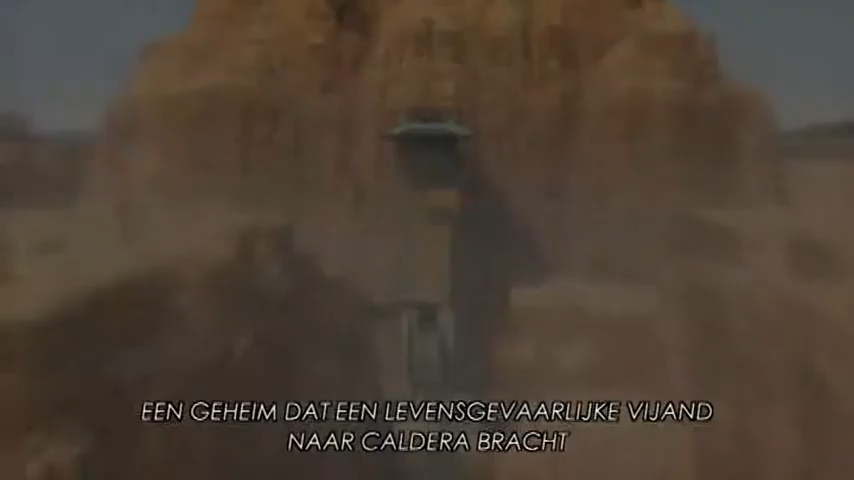 EEN GEHEIM DAT EEN LEVENSGEVAARLIJKE VIJAND
NAAR CALDERA BRACHT